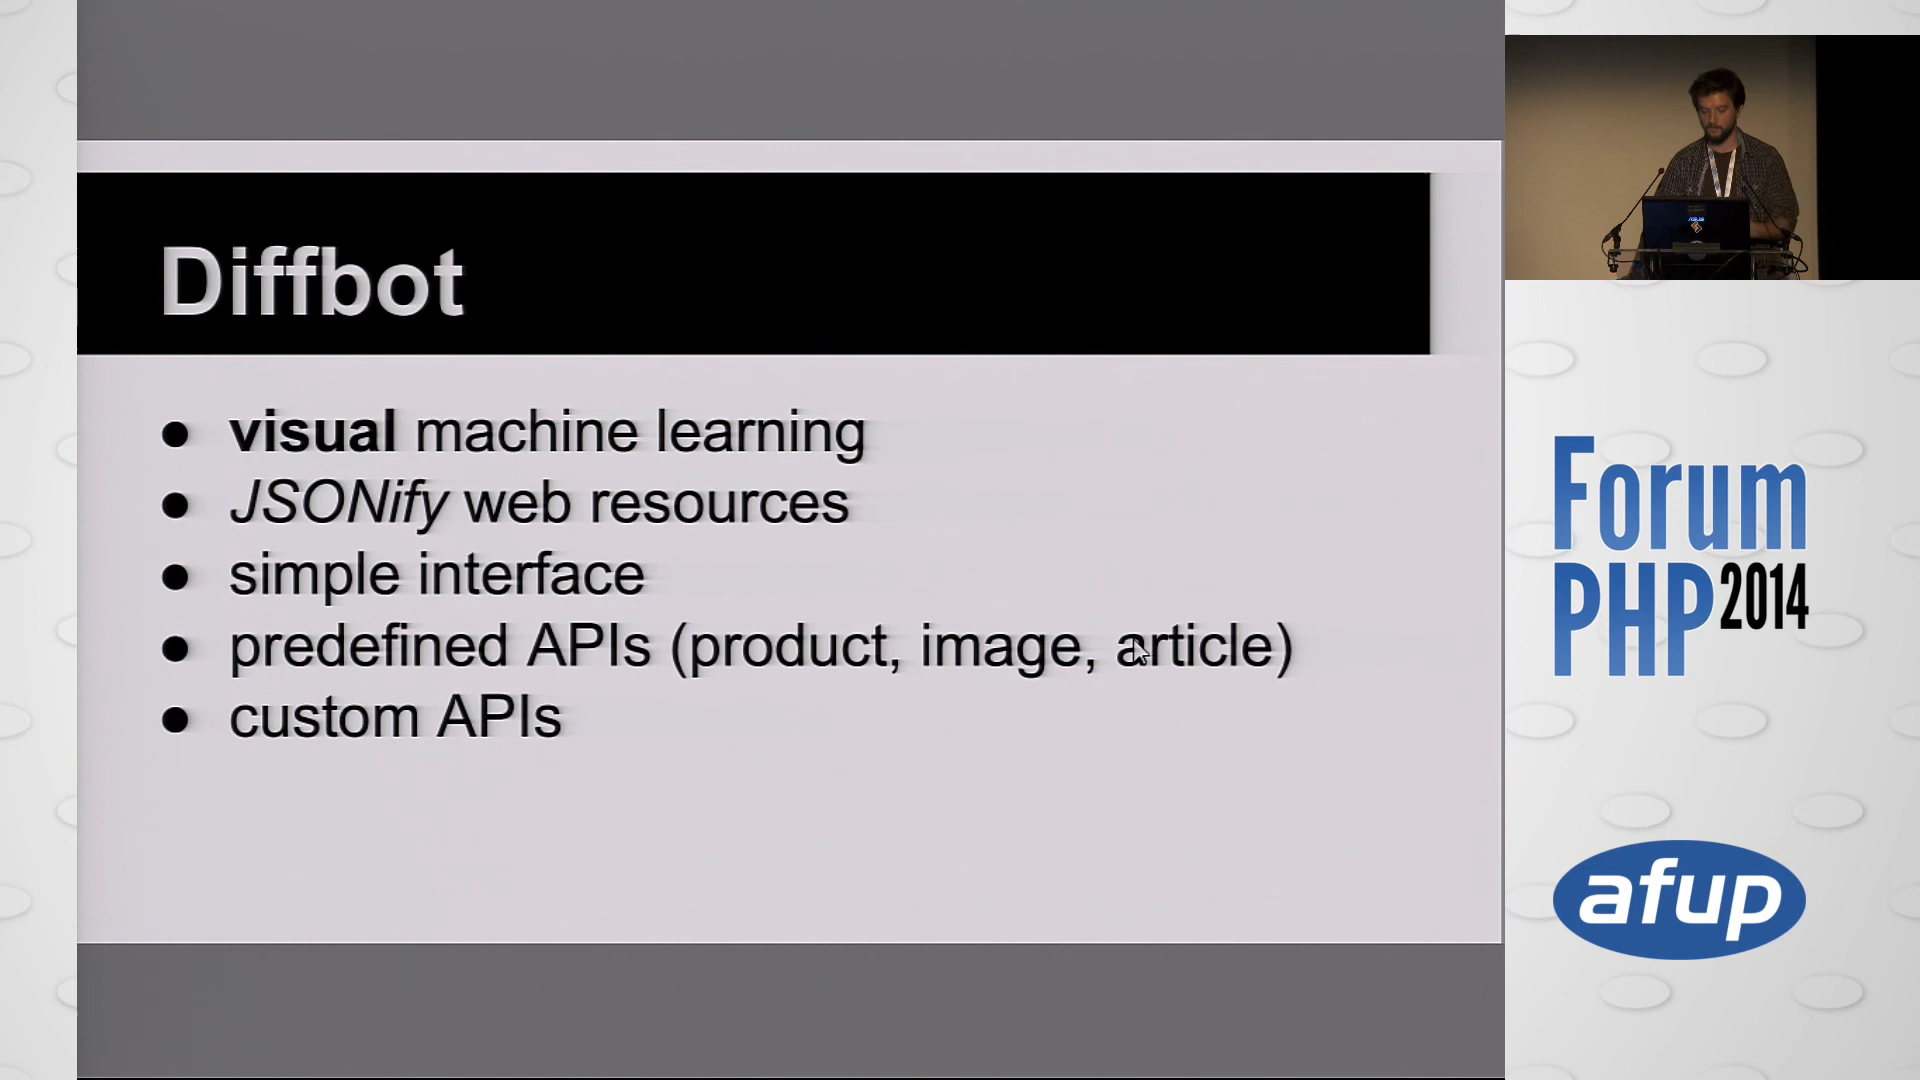 Diffbot
● visual machine learning
● JSONify web resources
● simple interface
● predefined APIs (product, image, article)
● custom APIs
Forum
PHP 2014
afup